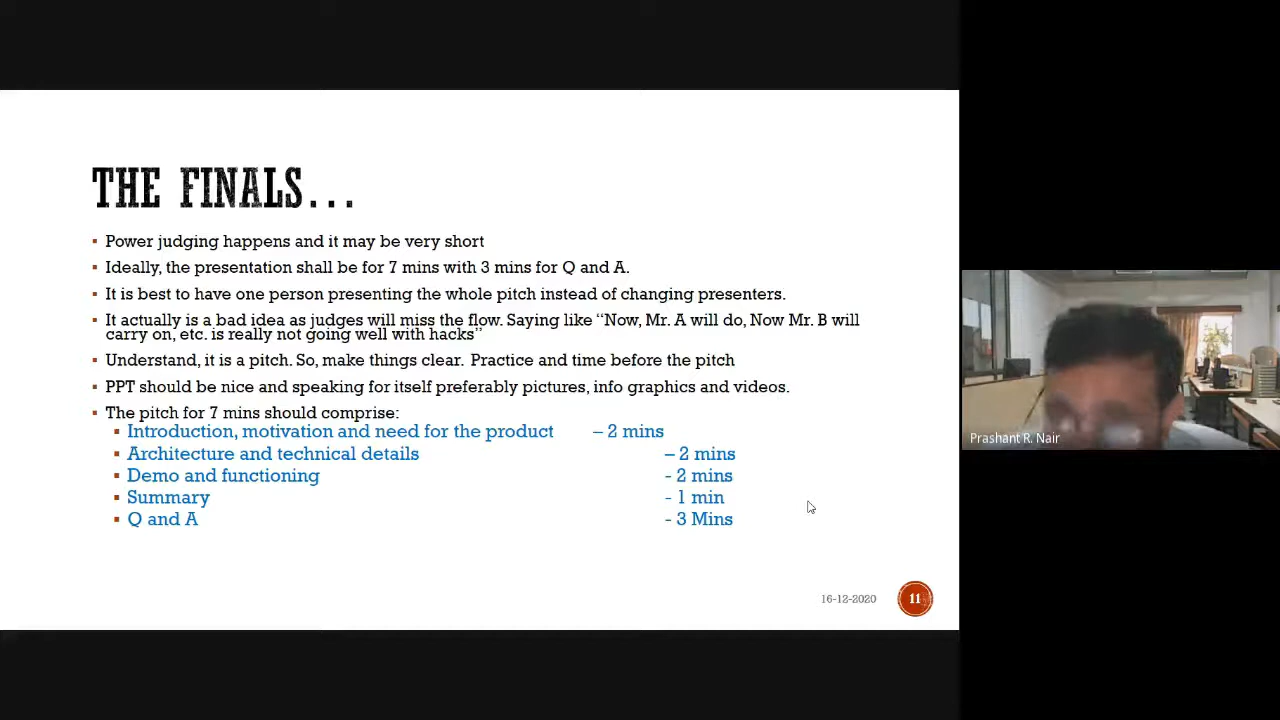 THE FINALS...
Power judging happens and it may be very short
Ideally, the presentation shall be for 7 mins with 3 mins for Q and A.
It is best to have one person presenting the whole pitch instead of changing presenters.
It actually is a bad idea as judges will miss the flow. Saying like “Now, Mr. A will do, Now Mr. B will
carry on, etc. is really not going well with hacks”
Understand, it is a pitch. So, make things clear. Practice and time before the pitch
PPT should be nice and speaking for itself preferably pictures, info graphics and videos.
The pitch for 7 mins should comprise:
Introduction, motivation and need for the product – 2 mins
Architecture and technical details – 2 mins
Demo and functioning - 2 mins
Summary - 1 min
Q and A - 3 Mins
16-12-2020 11
Prashant R. Nair